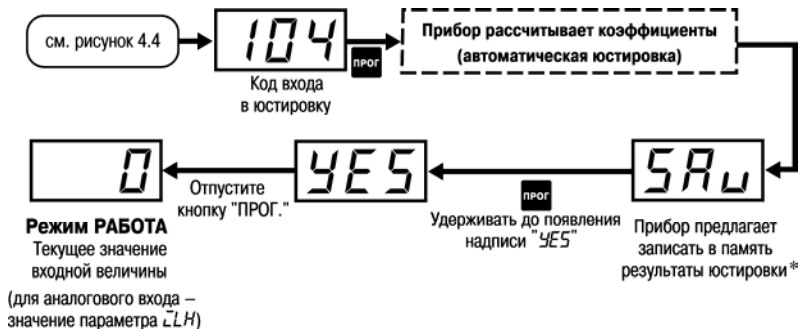 см. рисунок 4.4
104
Код входа
в юстировку
ПРОГ
Прибор рассчитывает коэффициенты
(автоматическая юстировка)
SAu
Прибор предлагает
записать в память
результаты юстировки*
ПРОГ
Удерживать до появления
надписи "YES"
YES
Отпустите
кнопку "ПРОГ."
0
Режим РАБОТА
Текущее значение
входной величины
(для аналогового входа –
значение параметра iLH)